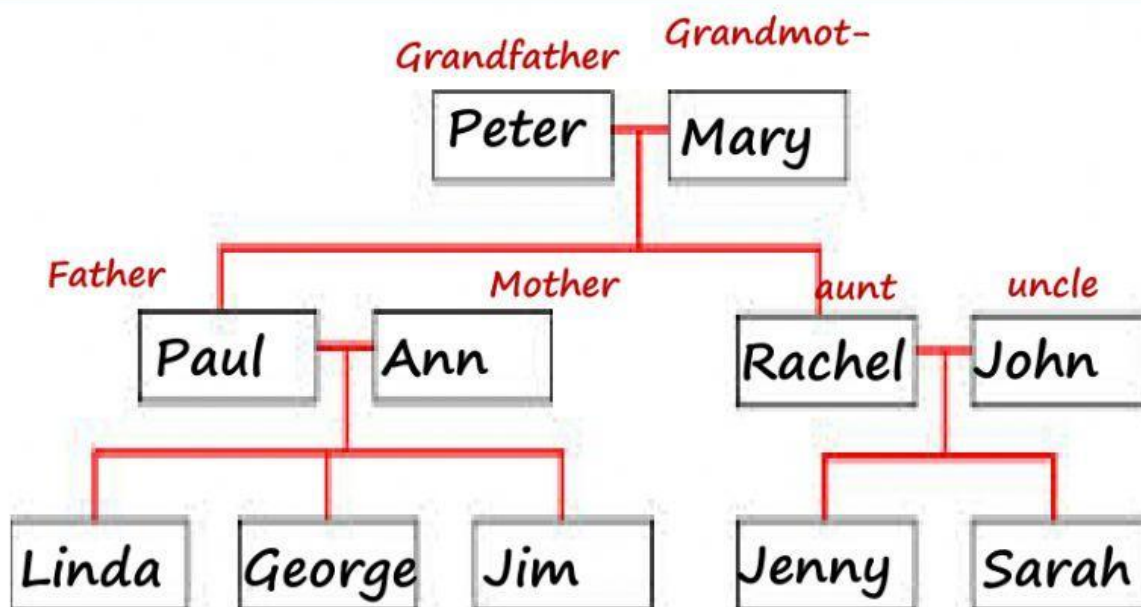 Grandfather
Grandmot-
Peter
Mary
Father
Mother
aunt
uncle
Paul
Ann
Rachel
John
Linda
George
Jim
Jenny
Sarah